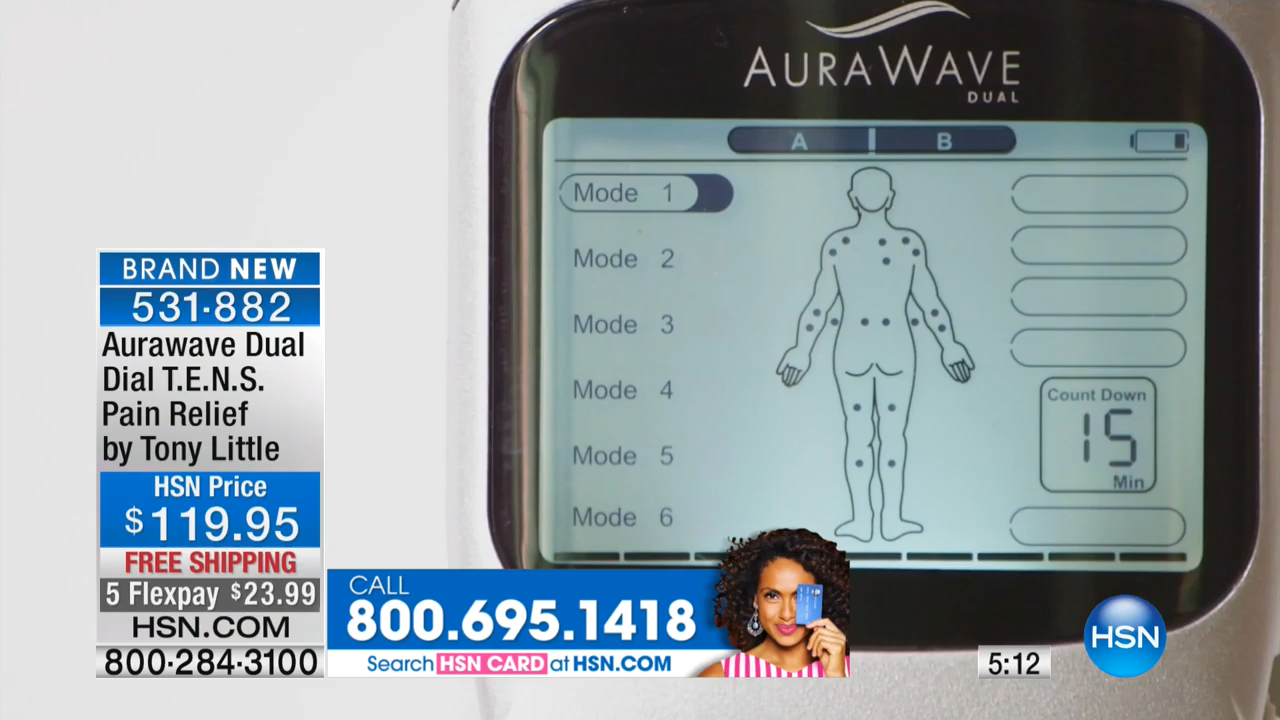 AURAWAVE
DUAL
A B
Mode 1
Mode 2
Mode 3
Mode 4
Mode 5
Mode 6
Count Down
15
Min
BRAND NEW
531-882
Aurawave Dual
Dial T.E.N.S.
Pain Relief
by Tony Little
HSN Price
$119.95
FREE SHIPPING
5 Flexpay $23.99
HSN.COM
800-284-3100
CALL
800.695.1418
Search HSN CARD at HSN.COM
5:12
HSN